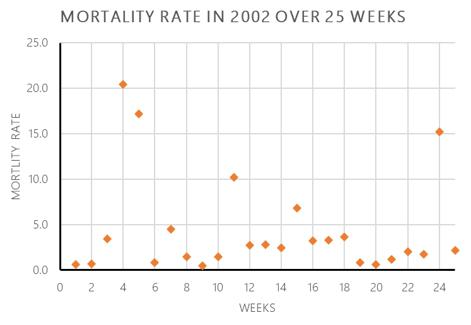 MORTALITY RATE IN 2002 OVER 25 WEEKS
25.0
20.0
15.0
10.0
5.0
0.0
MORTLITY RATE
0 2 4 6 8 10 12 14 16 18 20 22 24
WEEKS